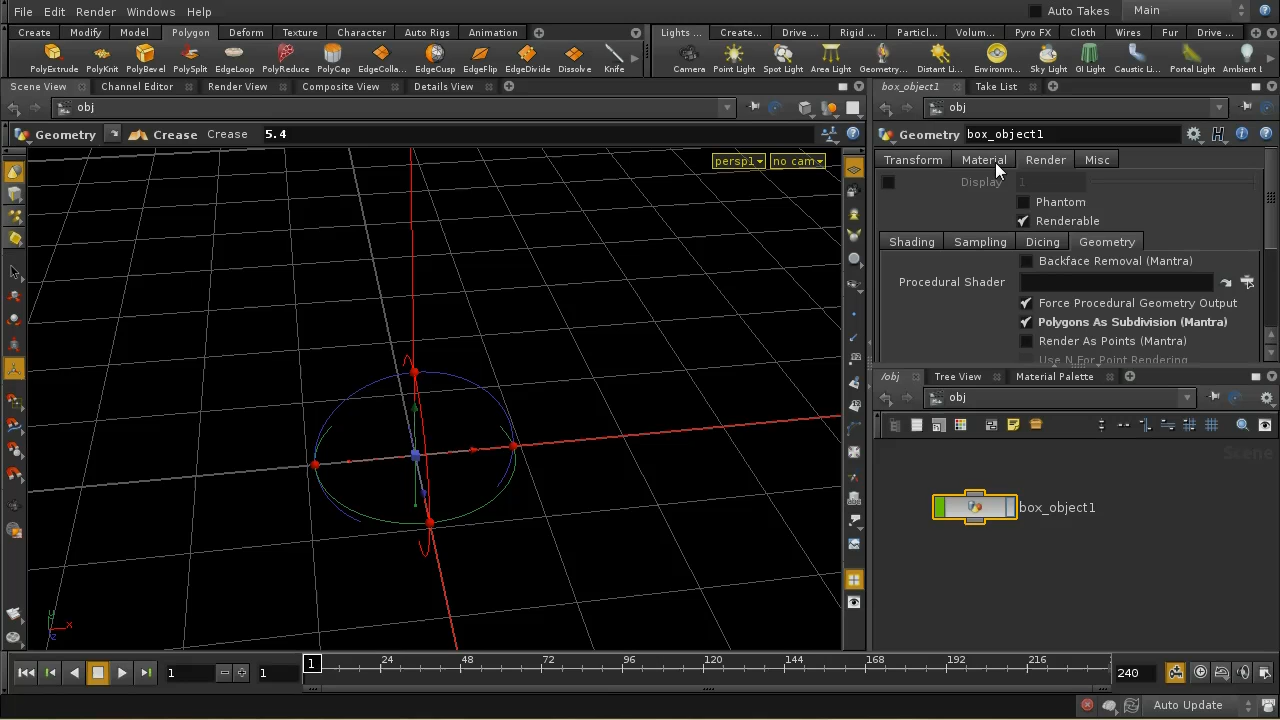 File Edit Render Windows Help
Auto Takes Main
Create Modify Model Polygon Deform Texture Character Auto Rigs Animation
Lights ... Create... Drive ... Rigid ... Particl... Volum... Pyro FX Cloth Wires Fur Drive ...
PolyExtrude PolyKnit PolyBevel PolySplit EdgeLoop PolyReduce PolyCap EdgeColla... EdgeCusp EdgeFlip EdgeDivide Dissolve Knife
Camera Point Light Spot Light Area Light Geometry... Distant Li... Environm... Sky Light GI Light Caustic Li... Portal Light Ambient L
Scene View Channel Editor Render View Composite View Details View
obj
Geometry Crease Crease 5.4
persp1 no cam
y
x
z
box_object1 Take List
obj
Geometry box_object1
Transform Material Render Misc
Display 1
Phantom
Renderable
Shading Sampling Dicing Geometry
Backface Removal (Mantra)
Procedural Shader
Force Procedural Geometry Output
Polygons As Subdivision (Mantra)
Render As Points (Mantra)
Use N For Point Rendering
/obj Tree View Material Palette
obj
Scene
box_object1
1 1 1 24 48 72 96 120 144 168 192 216 240
Auto Update